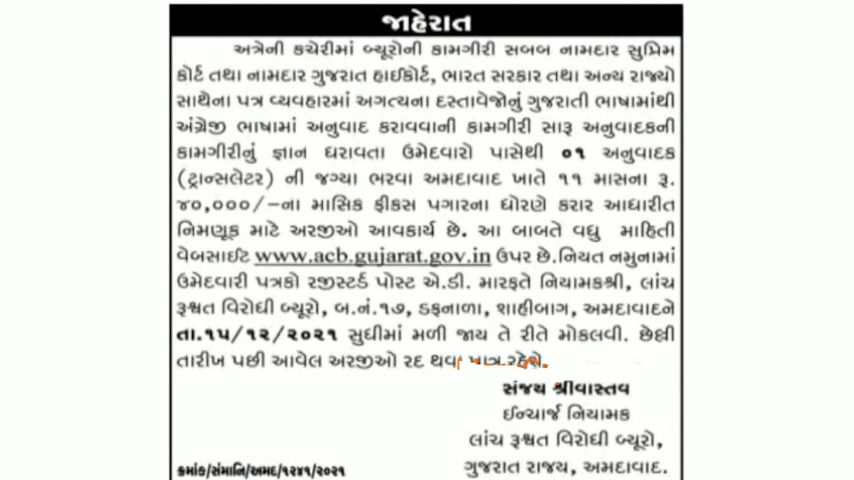 જાહેરાત
અત્રેની કચેરીમાં બ્યૂરોની કામગીરી સબબ નામદાર સુપ્રિમ
કોર્ટ તથા નામદાર ગુજરાત હાઈકોર્ટ, ભારત સરકાર તથા અન્ય રાજ્યો
સાથેના પત્ર વ્યવહારમાં અગત્યના દસ્તાવેજોનું ગુજરાતી ભાષામાંથી
અંગ્રેજી ભાષામાં અનુવાદ કરાવવાની કામગીરી સારૂ અનુવાદકની
કામગીરીનું જ્ઞાન ધરાવતા ઉમેદવારો પાસેથી ૦૧ અનુવાદક
(ટ્રાન્સલેટર) ની જગ્યા ભરવા અમદાવાદ ખાતે ૧૧ માસના રૂ.
૪૦,૦૦૦/-ના માસિક ફીકસ પગારના ધોરણે કરાર આધારીત
નિમણૂક માટે અરજીઓ આવકાર્ય છે. આ બાબતે વધુ માહિતી
વેબસાઈટ www.acb.gujarat.gov.in ઉપર છે.નિયત નમુનામાં
ઉમેદવારી પત્રકો રજીસ્ટર્ડ પોસ્ટ એ.ડી. મારફતે નિયામકશ્રી, લાંચ
રૂશ્વત વિરોધી બ્યૂરો, બ.નં.૧૭, ડફનાળા, શાહીબાગ, અમદાવાદને
તા.૧૫/૧૨/૨૦૨૧ સુધીમાં મળી જાય તે રીતે મોકલવી. છેલ્લી
તારીખ પછી આવેલ અરજીઓ રદ થવા પાત્ર રહેશે.
સંજય શ્રીવાસ્તવ
ઈન્ચાર્જ નિયામક
લાંચ રૂશ્વત વિરોધી બ્યૂરો,
ગુજરાત રાજય, અમદાવાદ.
ક્રમાંક/સંમાનિ/અમદ/૧૨૪૧/૨૦૨૧